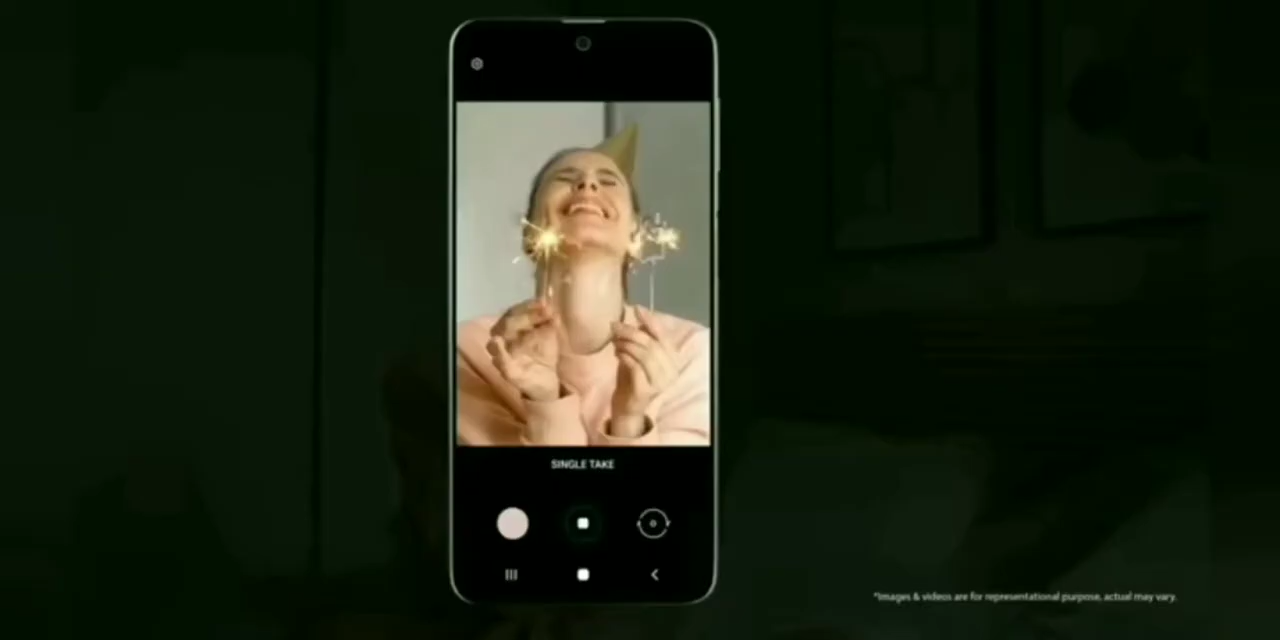 SINGLE TAKE
*Images & videos are for representational purpose, actual may vary.